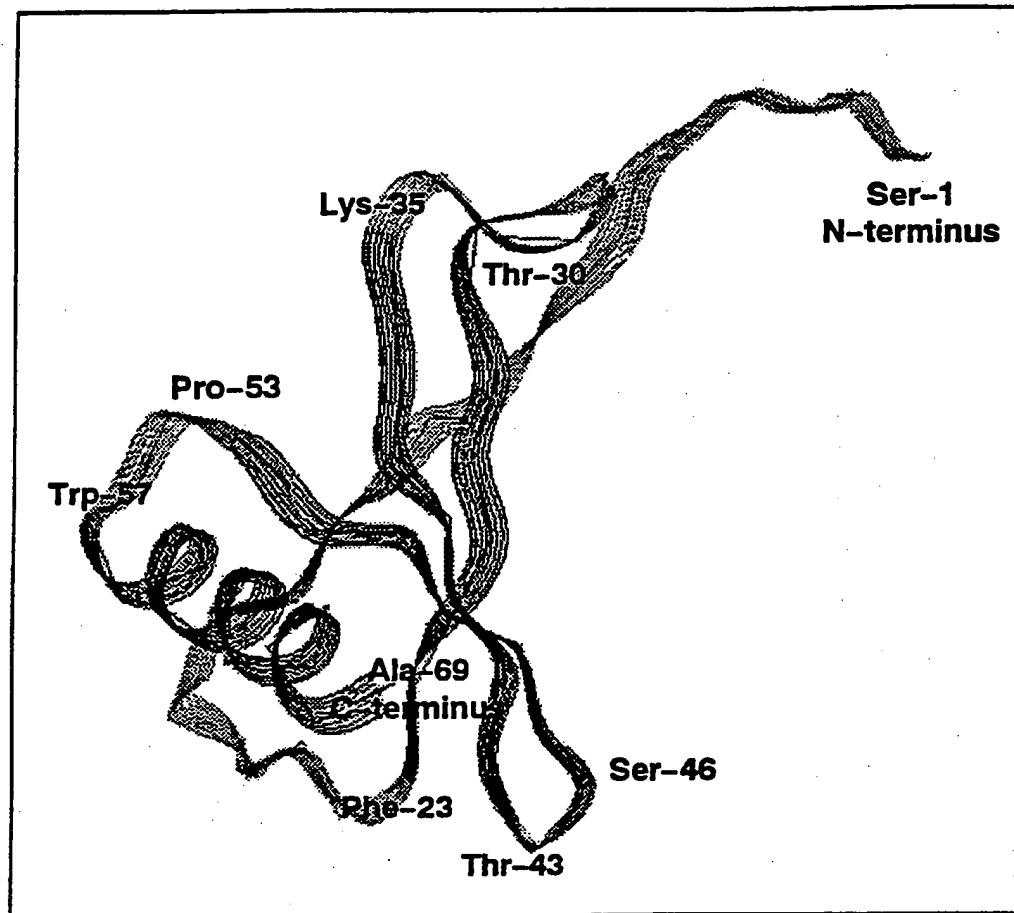 Lys-35
Ser-1
N-terminus
Thr-30
Pro-53
Trp-57
Ala-69
C-terminus
Ser-46
Phe-23
Thr-43